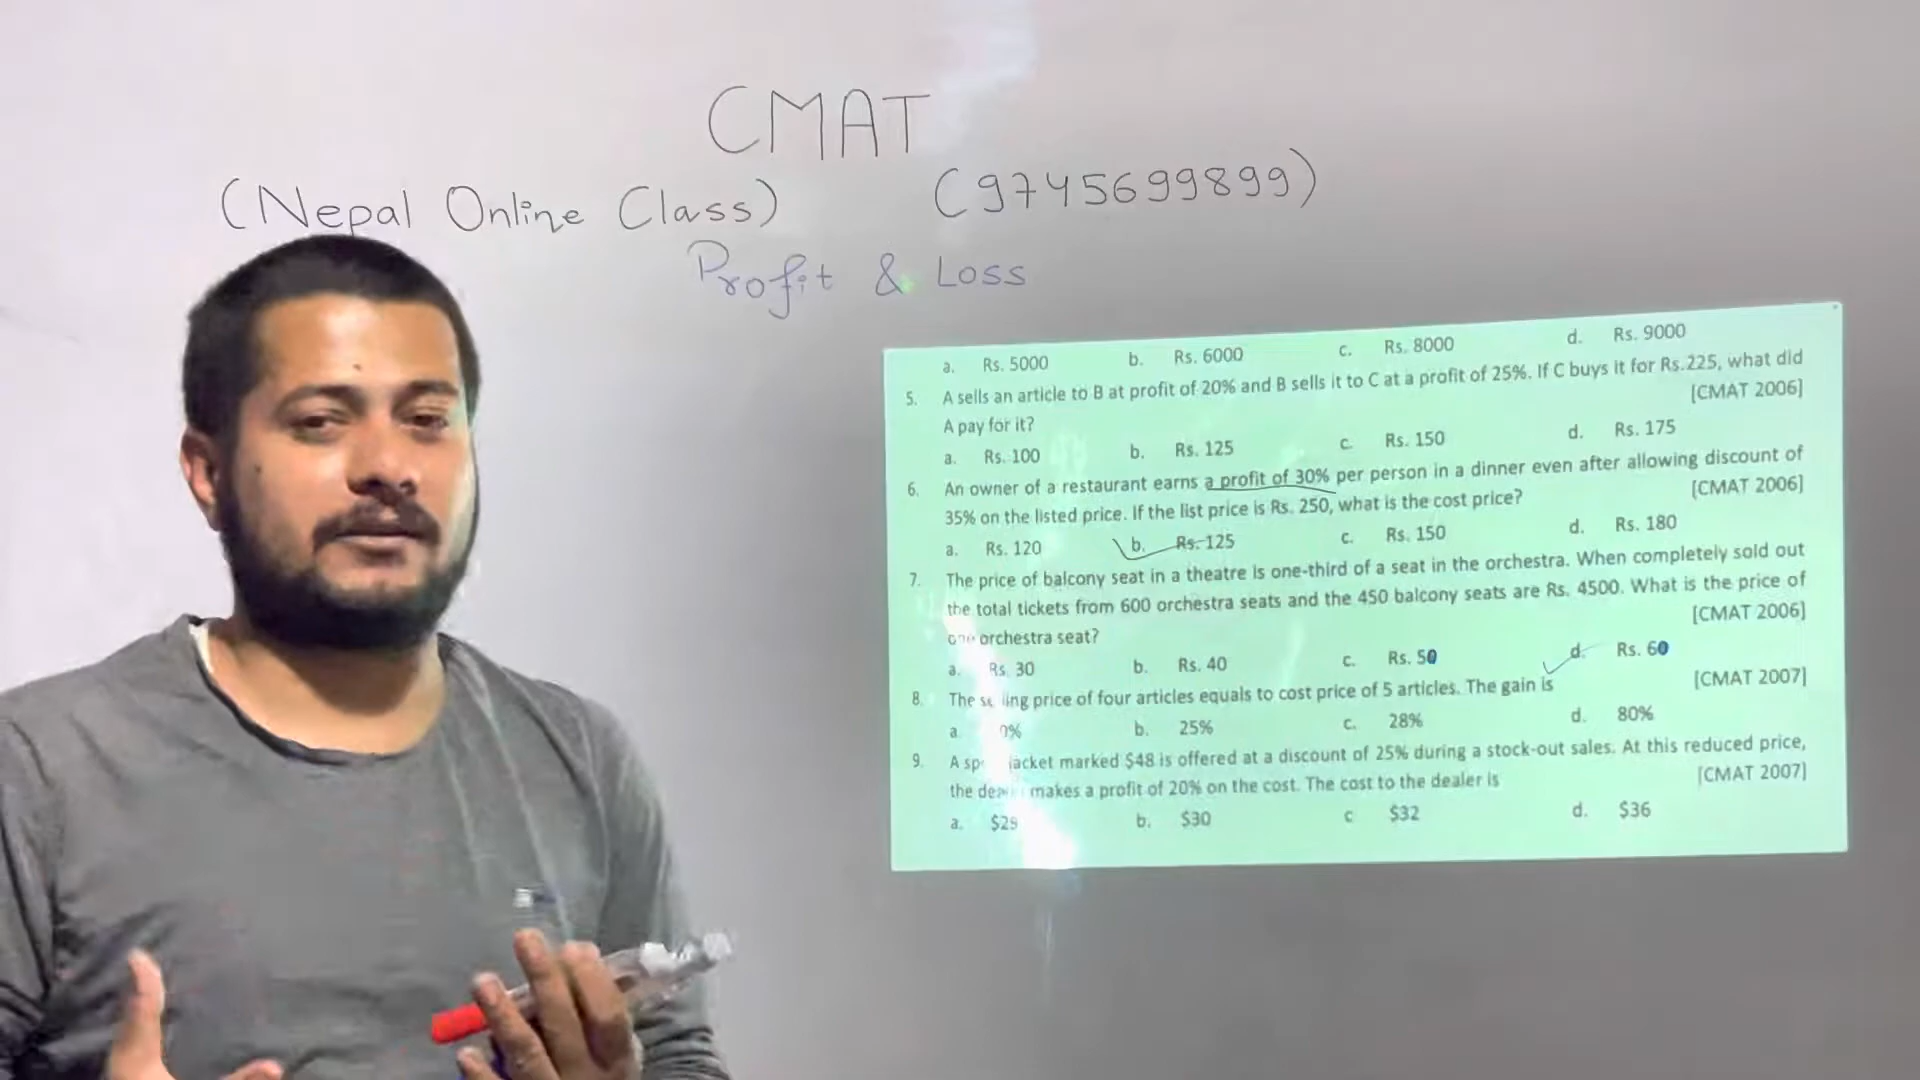 CMAT
(Nepal Online Class) (9745699899)
Profit & Loss
a. Rs. 5000 b. Rs. 6000 c. Rs. 8000 d. Rs. 9000
5. A sells an article to B at profit of 20% and B sells it to C at a profit of 25%. If C buys it for Rs.225, what did
A pay for it? [CMAT 2006]
a. Rs. 100 b. Rs. 125 c. Rs. 150 d. Rs. 175
6. An owner of a restaurant earns a profit of 30% per person in a dinner even after allowing discount of
35% on the listed price. If the list price is Rs. 250, what is the cost price? [CMAT 2006]
a. Rs. 120 b. Rs. 125 c. Rs. 150 d. Rs. 180
7. The price of balcony seat in a theatre is one-third of a seat in the orchestra. When completely sold out
the total tickets from 600 orchestra seats and the 450 balcony seats are Rs. 4500. What is the price of
one orchestra seat? [CMAT 2006]
a. Rs. 30 b. Rs. 40 c. Rs. 50 d. Rs. 60
8. The selling price of four articles equals to cost price of 5 articles. The gain is [CMAT 2007]
a b. 25% c. 28% d. 80%
9. A jacket marked $48 is offered at a discount of 25% during a stock-out sales. At this reduced price,
the dealer makes a profit of 20% on the cost. The cost to the dealer is [CMAT 2007]
a. b. $30 c $32 d. $36